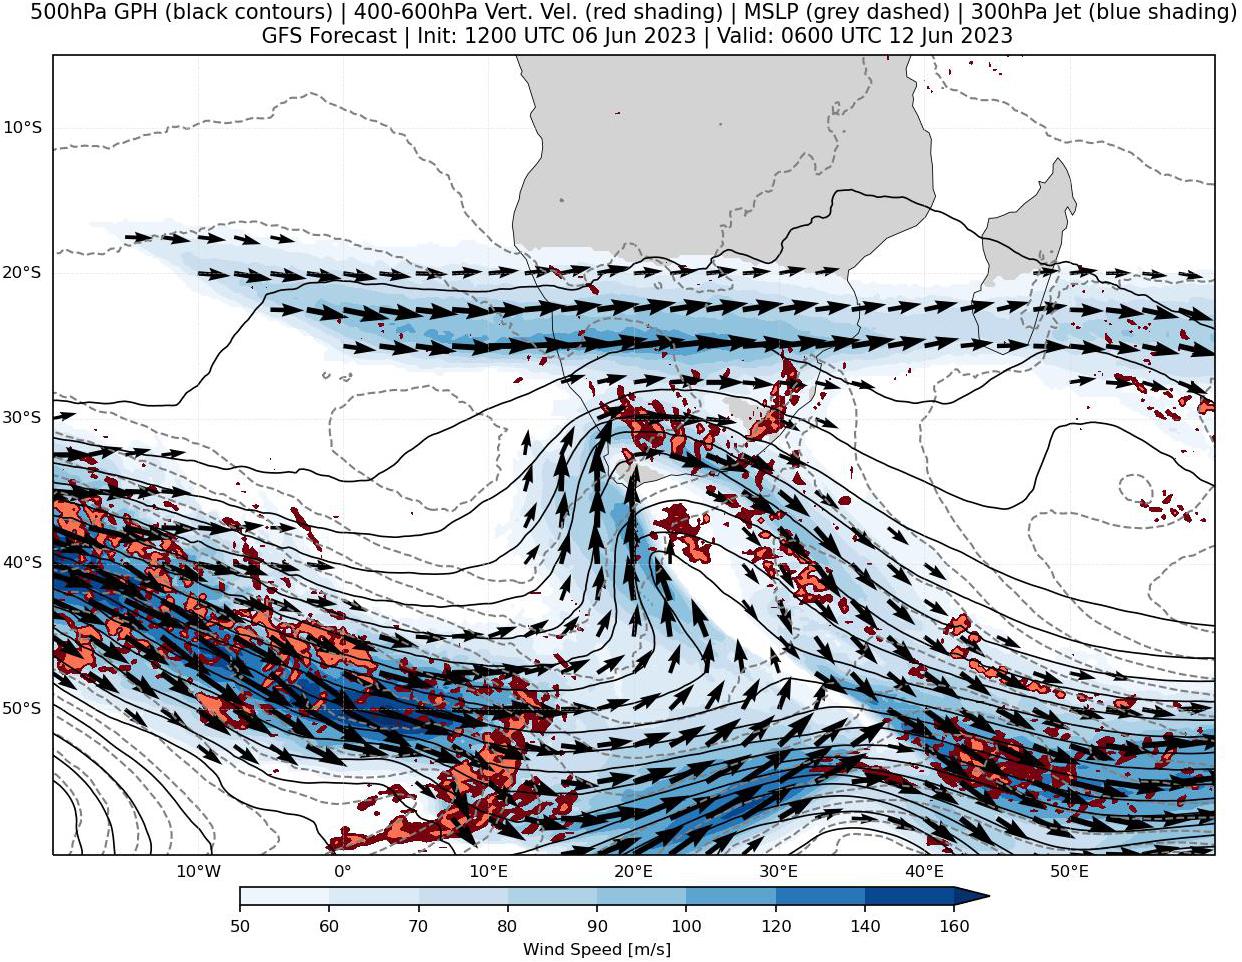 500hPa GPH (black contours) | 400-600hPa Vert. Vel. (red shading) | MSLP (grey dashed) | 300hPa Jet (blue shading)
GFS Forecast | Init: 1200 UTC 06 Jun 2023 | Valid: 0600 UTC 12 Jun 2023
10°S
20°S
30°S
40°S
50°S
10°W 0° 10°E 20°E 30°E 40°E 50°E
50 60 70 80 90 100 120 140 160
Wind Speed [m/s]